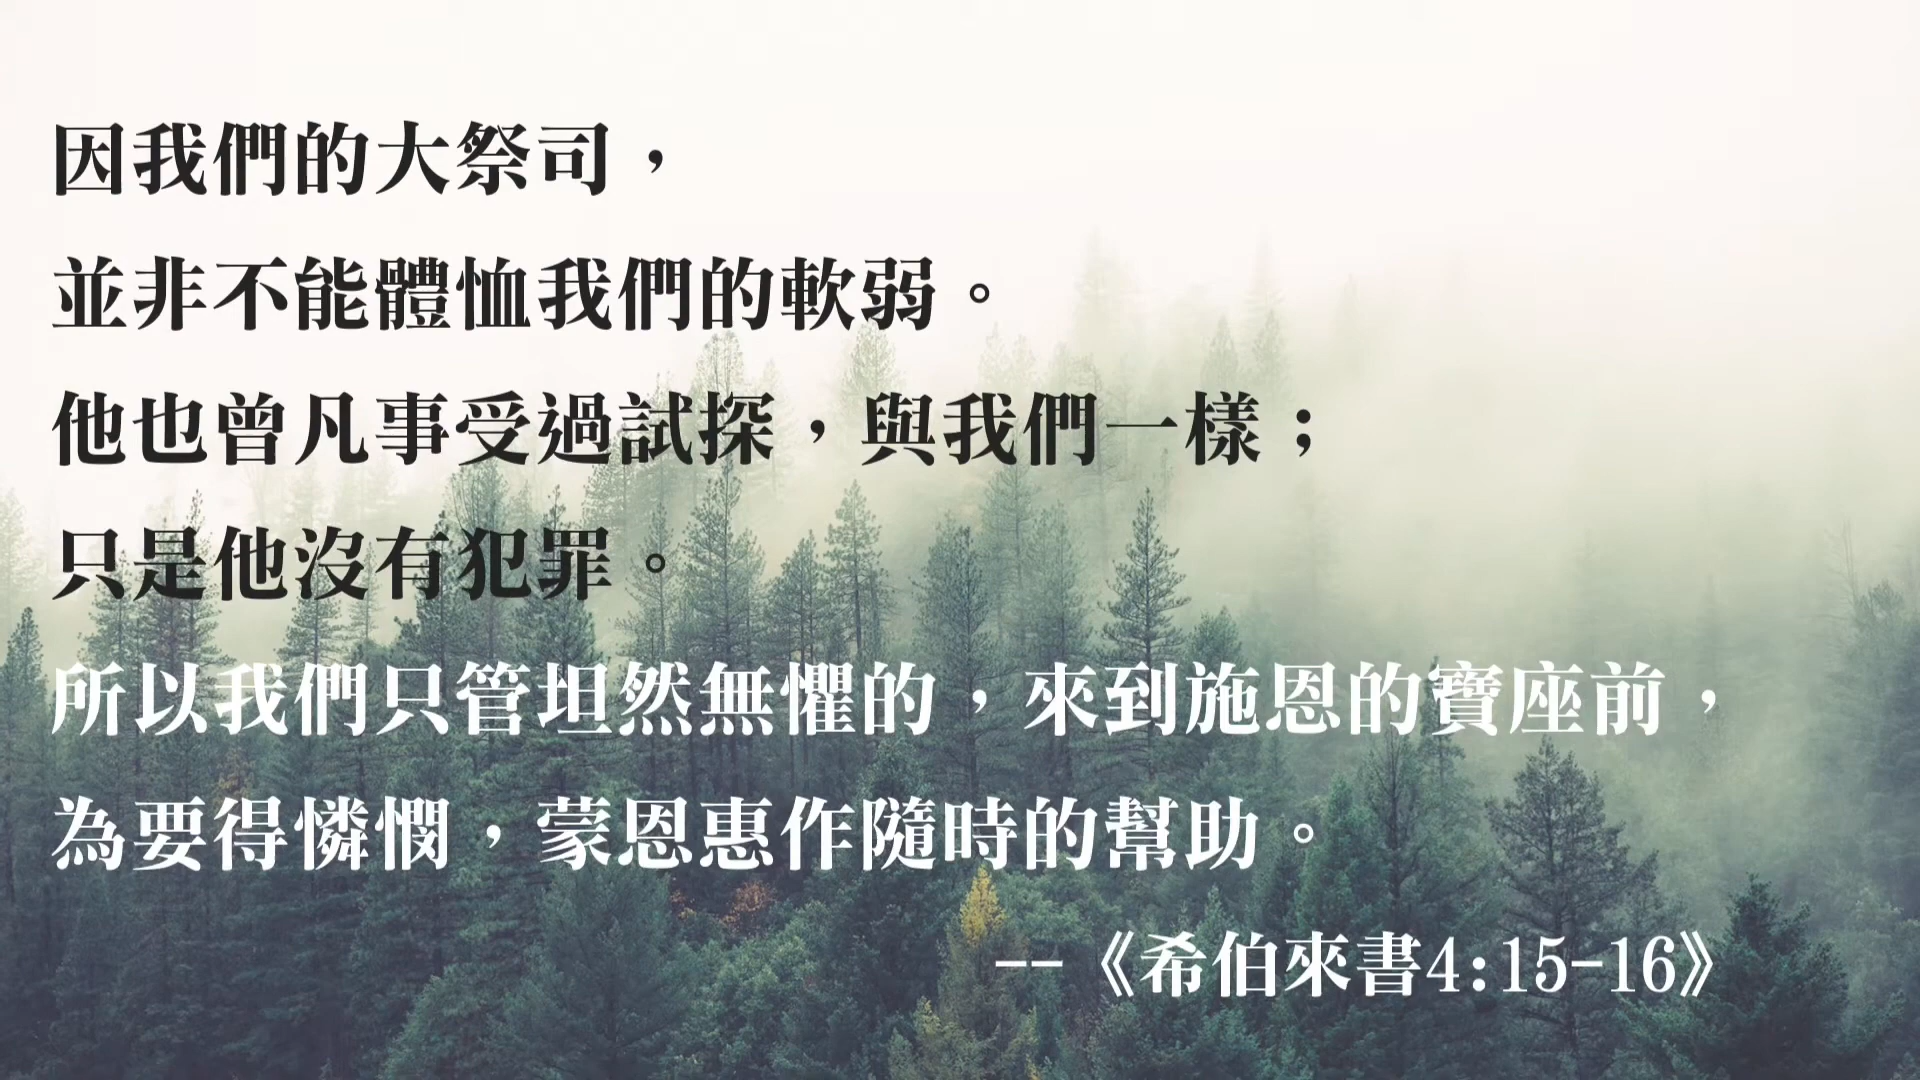 因我們的大祭司，
並非不能體恤我們的軟弱。
他也曾凡事受過試探，與我們一樣；
只是他沒有犯罪。
所以我們只管坦然無懼的，來到施恩的寶座前，
為要得憐憫，蒙恩惠作隨時的幫助。
--《希伯來書4:15-16》